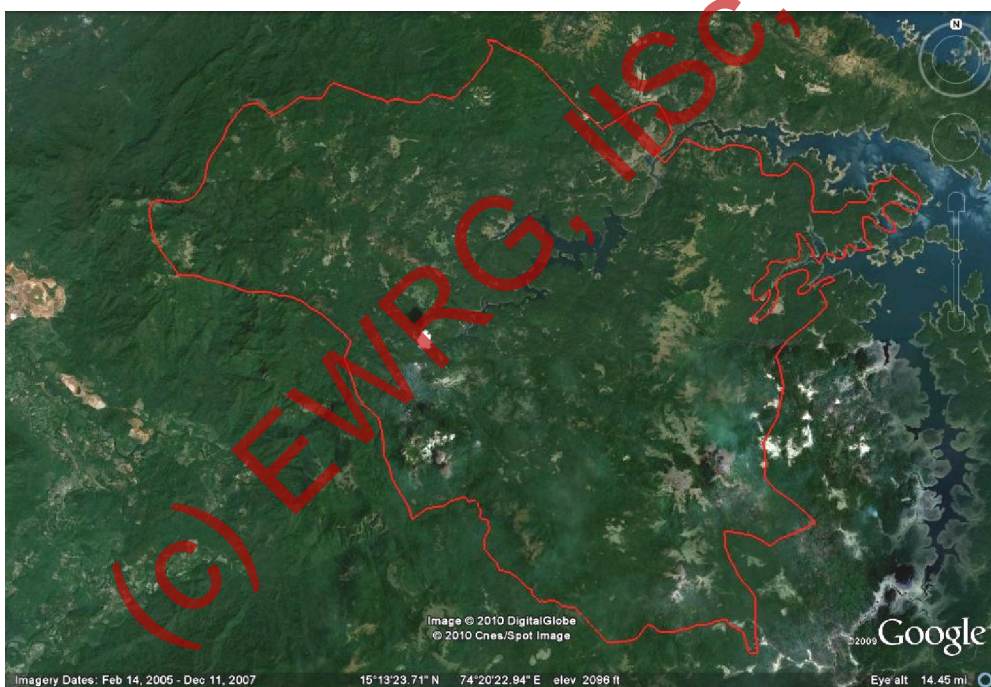 N
(c) EWRG, IISc,
Image © 2010 DigitalGlobe
© 2010 Cnes/Spot Image
©2009 Google
Imagery Dates: Feb 14, 2005 - Dec 11, 2007 15°13'23.71" N 74°20'22.94" E elev 2096 ft Eye alt 14.45 mi